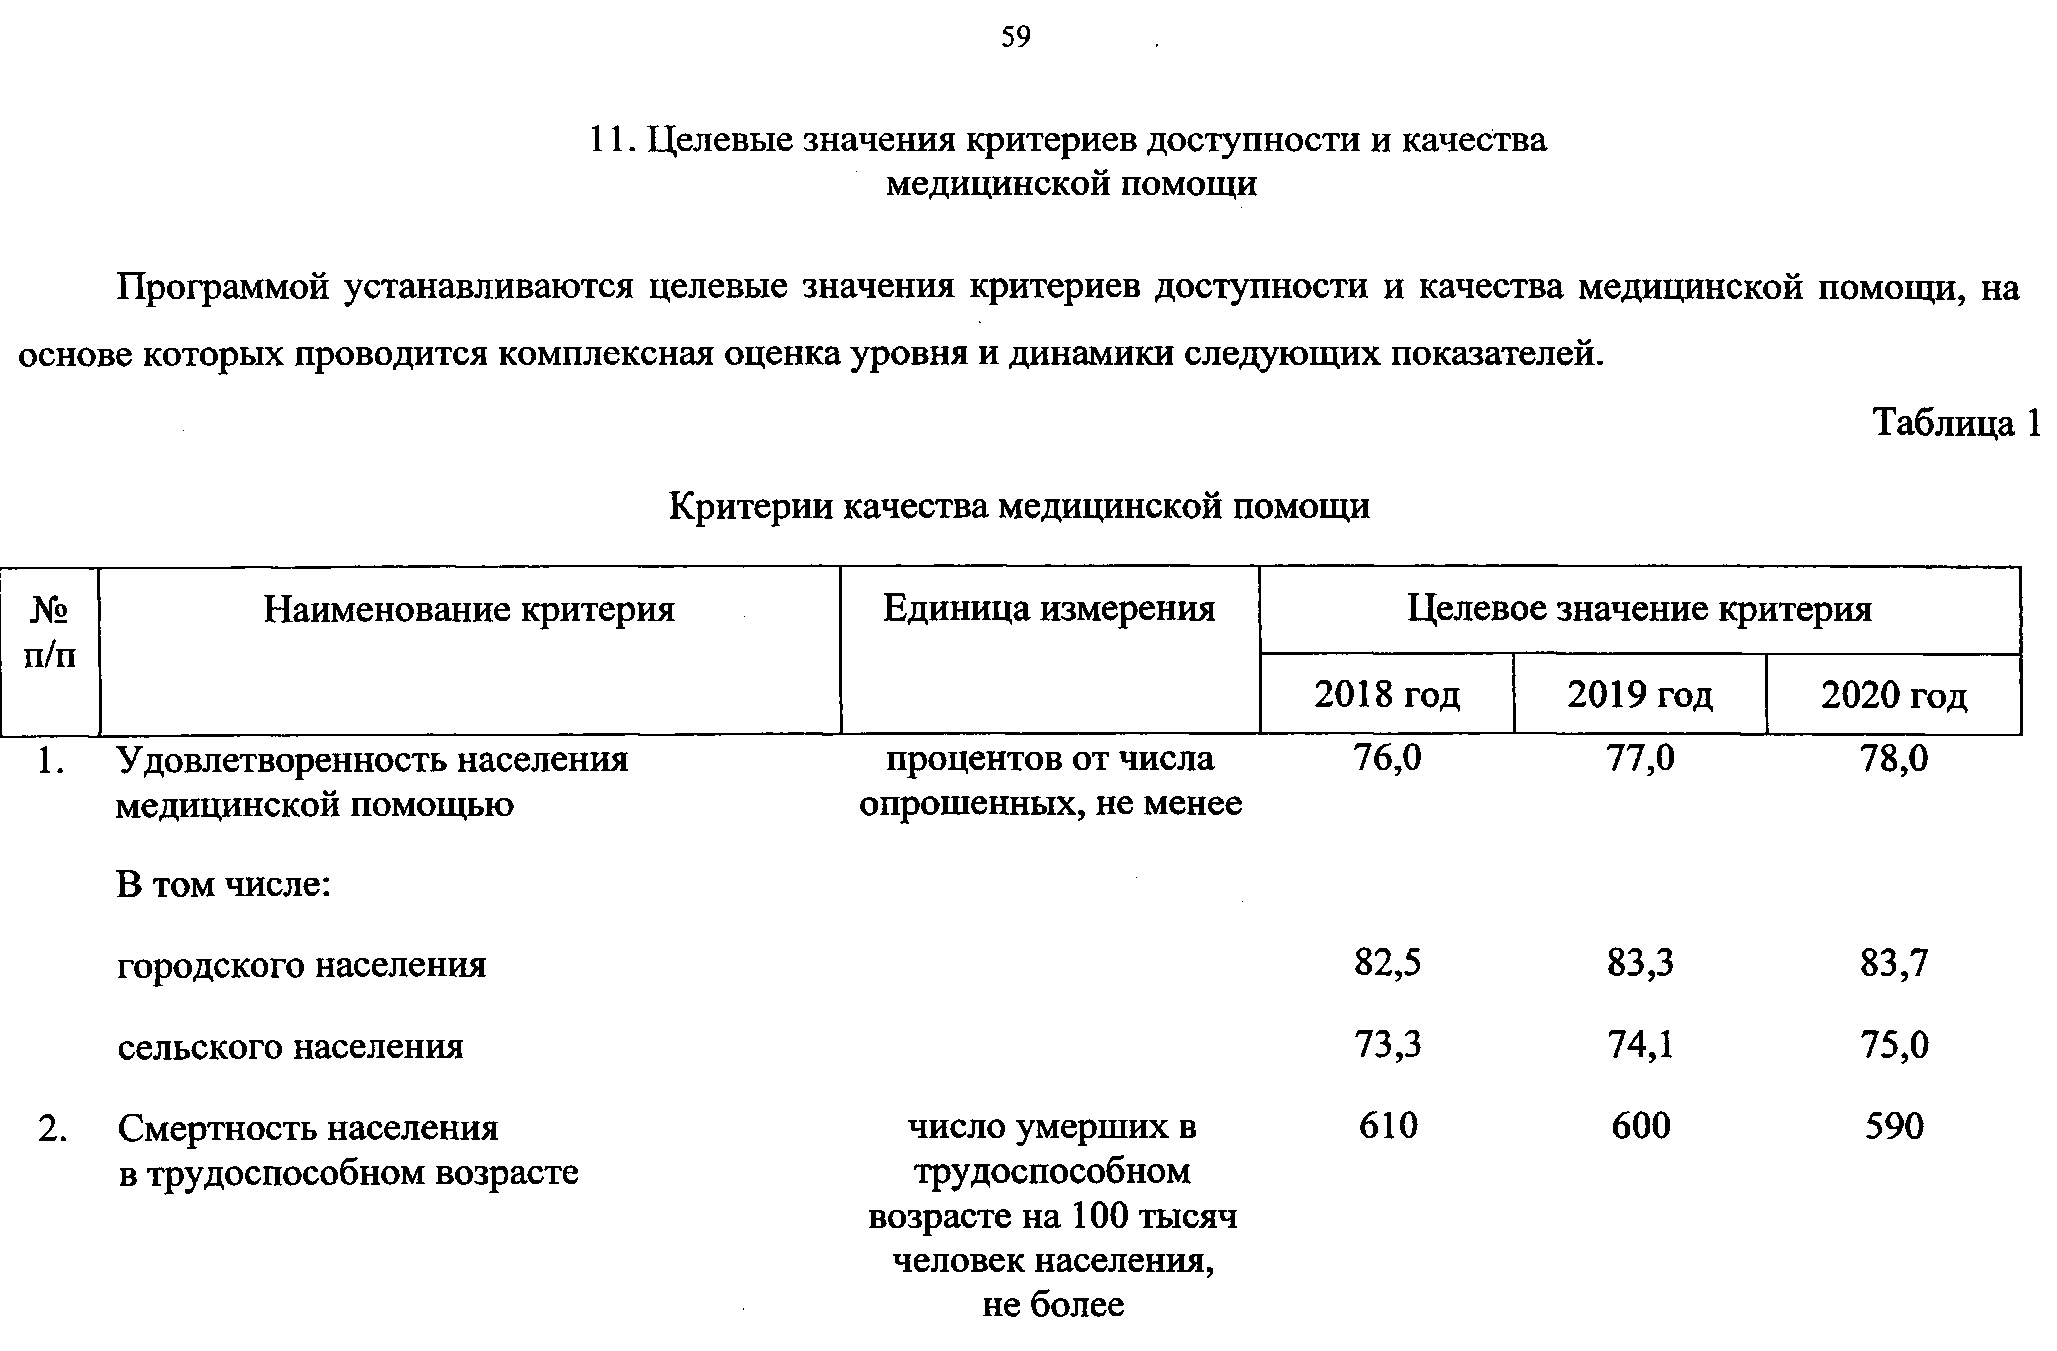 59
11. Целевые значения критериев доступности и качества
медицинской помощи
Программой устанавливаются целевые значения критериев доступности и качества медицинской помощи, на
основе которых проводится комплексная оценка уровня и динамики следующих показателей.
Таблица 1
Критерии качества медицинской помощи
№ Наименование критерия Единица измерения Целевое значение критерия
п/п
2018 год 2019 год 2020 год
1. Удовлетворенность населения процентов от числа 76,0 77,0 78,0
медицинской помощью опрошенных, не менее
В том числе:
городского населения 82,5 83,3 83,7
сельского населения 73,3 74,1 75,0
2. Смертность населения число умерших в 610 600 590
в трудоспособном возрасте трудоспособном
возрасте на 100 тысяч
человек населения,
не более